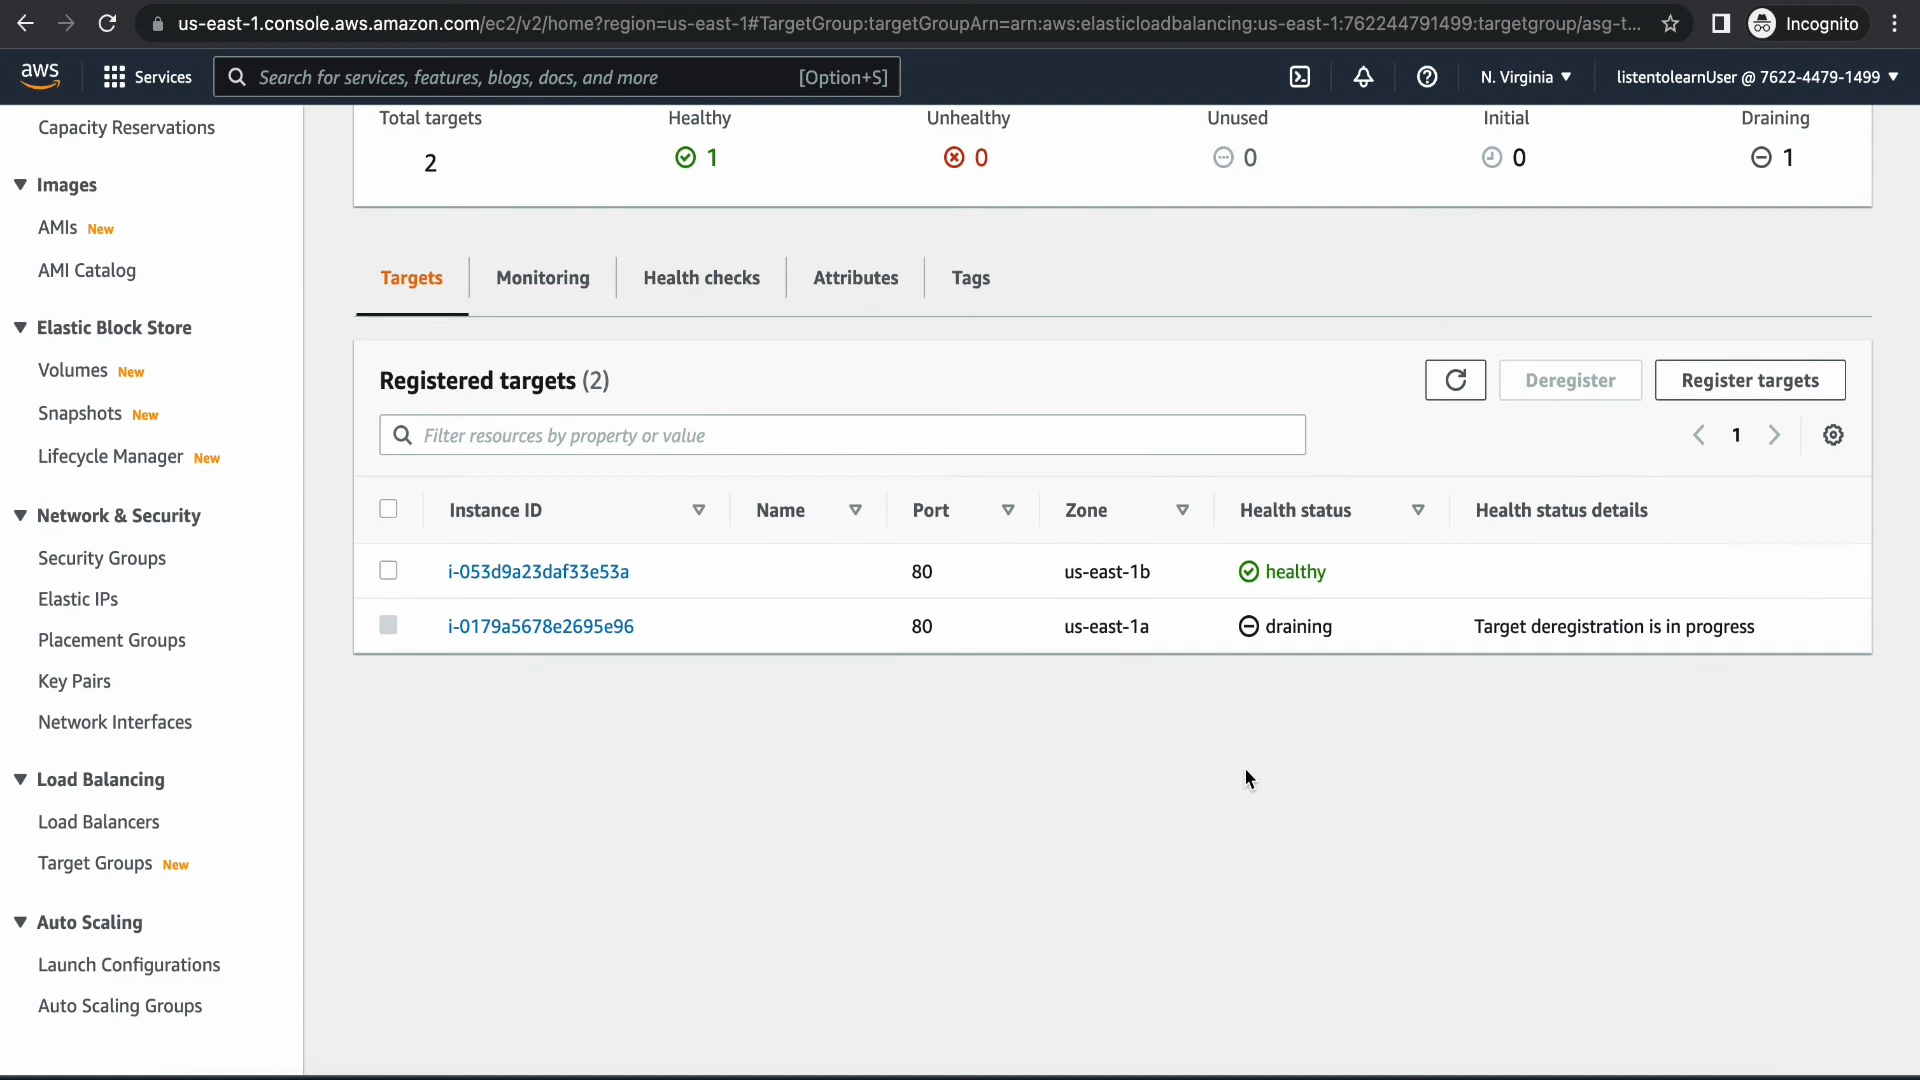 us-east-1.console.aws.amazon.com/ec2/v2/home?region=us-east-1#TargetGroup:targetGroupArn=arn:aws:elasticloadbalancing:us-east-1:762244791499:targetgroup/asg-t...
Incognito
aws
Services
Search for services, features, blogs, docs, and more
[Option+S]
N. Virginia
listentolearnUser @ 7622-4479-1499
Capacity Reservations
Images
AMIs New
AMI Catalog
Elastic Block Store
Volumes New
Snapshots New
Lifecycle Manager New
Network & Security
Security Groups
Elastic IPs
Placement Groups
Key Pairs
Network Interfaces
Load Balancing
Load Balancers
Target Groups New
Auto Scaling
Launch Configurations
Auto Scaling Groups
Total targets Healthy Unhealthy Unused Initial Draining
2 1 0 0 0 1
Targets Monitoring Health checks Attributes Tags
Registered targets (2)
Deregister
Register targets
Filter resources by property or value
1
Instance ID Name Port Zone Health status Health status details
i-053d9a23daf33e53a 80 us-east-1b healthy
i-0179a5678e2695e96 80 us-east-1a draining Target deregistration is in progress